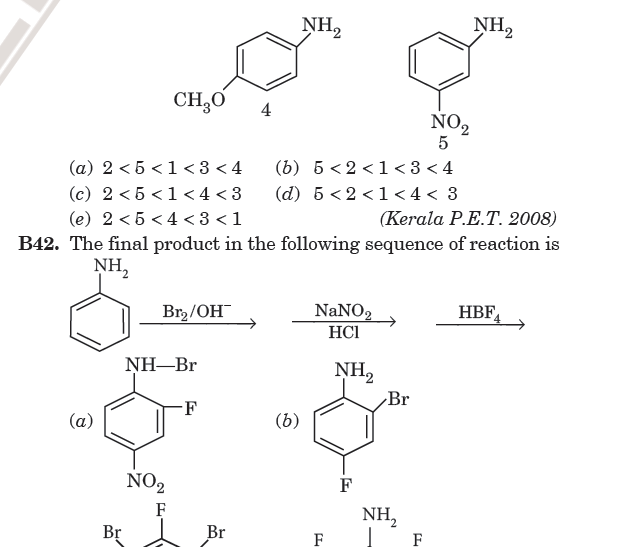 NH₂ NH₂
CH₃O
4
NO₂
5
(a) 2 < 5 < 1 < 3 < 4 (b) 5 < 2 < 1 < 3 < 4
(c) 2 < 5 < 1 < 4 < 3 (d) 5 < 2 < 1 < 4 < 3
(e) 2 < 5 < 4 < 3 < 1 (Kerala P.E.T. 2008)
B42. The final product in the following sequence of reaction is
NH₂
Br₂/OH⁻ NaNO₂ HBF₄
HCl
NH—Br NH₂
F Br
(a) (b)
NO₂ F
F NH₂
Br Br F F